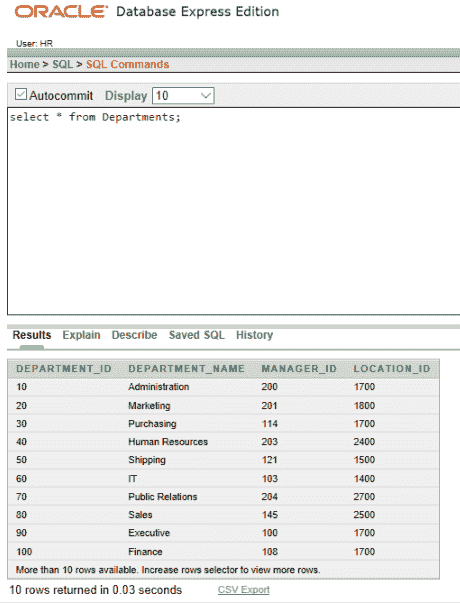 ORACLE Database Express Edition
User: HR
Home > SQL > SQL Commands
Autocommit Display 10
select * from Departments;
Results Explain Describe Saved SQL History
DEPARTMENT_ID DEPARTMENT_NAME MANAGER_ID LOCATION_ID
10 Administration 200 1700
20 Marketing 201 1800
30 Purchasing 114 1700
40 Human Resources 203 2400
50 Shipping 121 1500
60 IT 103 1400
70 Public Relations 204 2700
80 Sales 145 2500
90 Executive 100 1700
100 Finance 108 1700
More than 10 rows available. Increase rows selector to view more rows.
10 rows returned in 0.03 seconds CSV Export